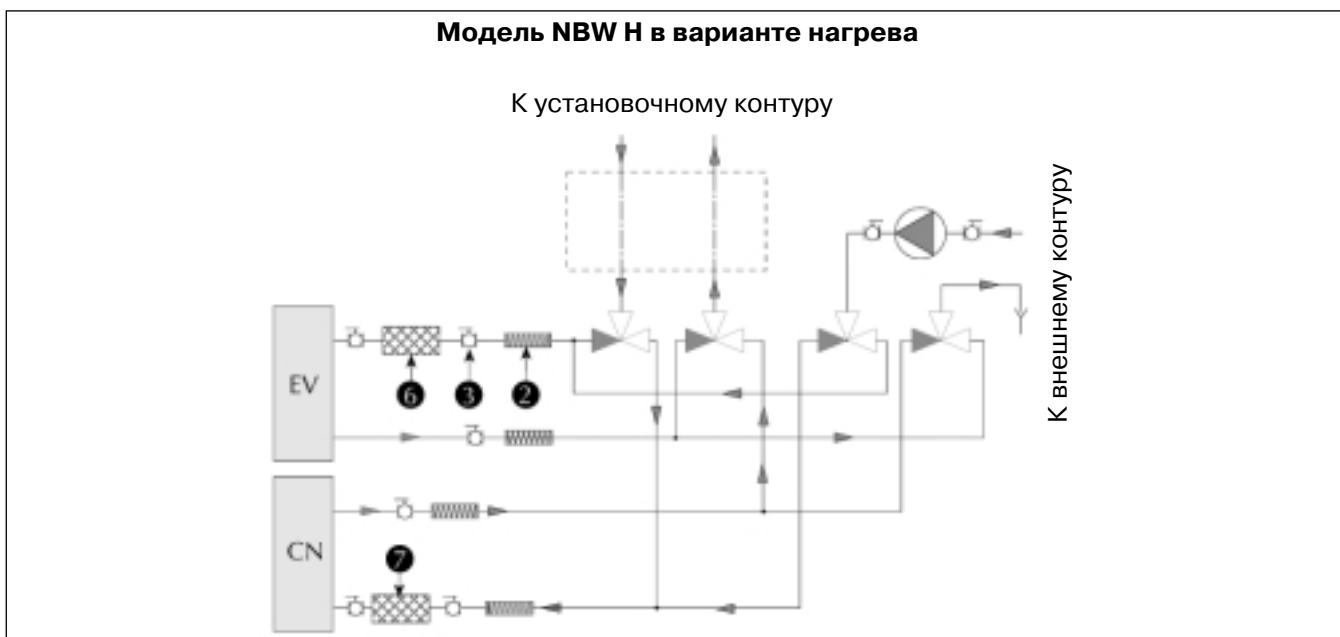 Модель NBW H в варианте нагрева
К установочному контуру
К внешнему контуру
EV
6
3
2
CN
7